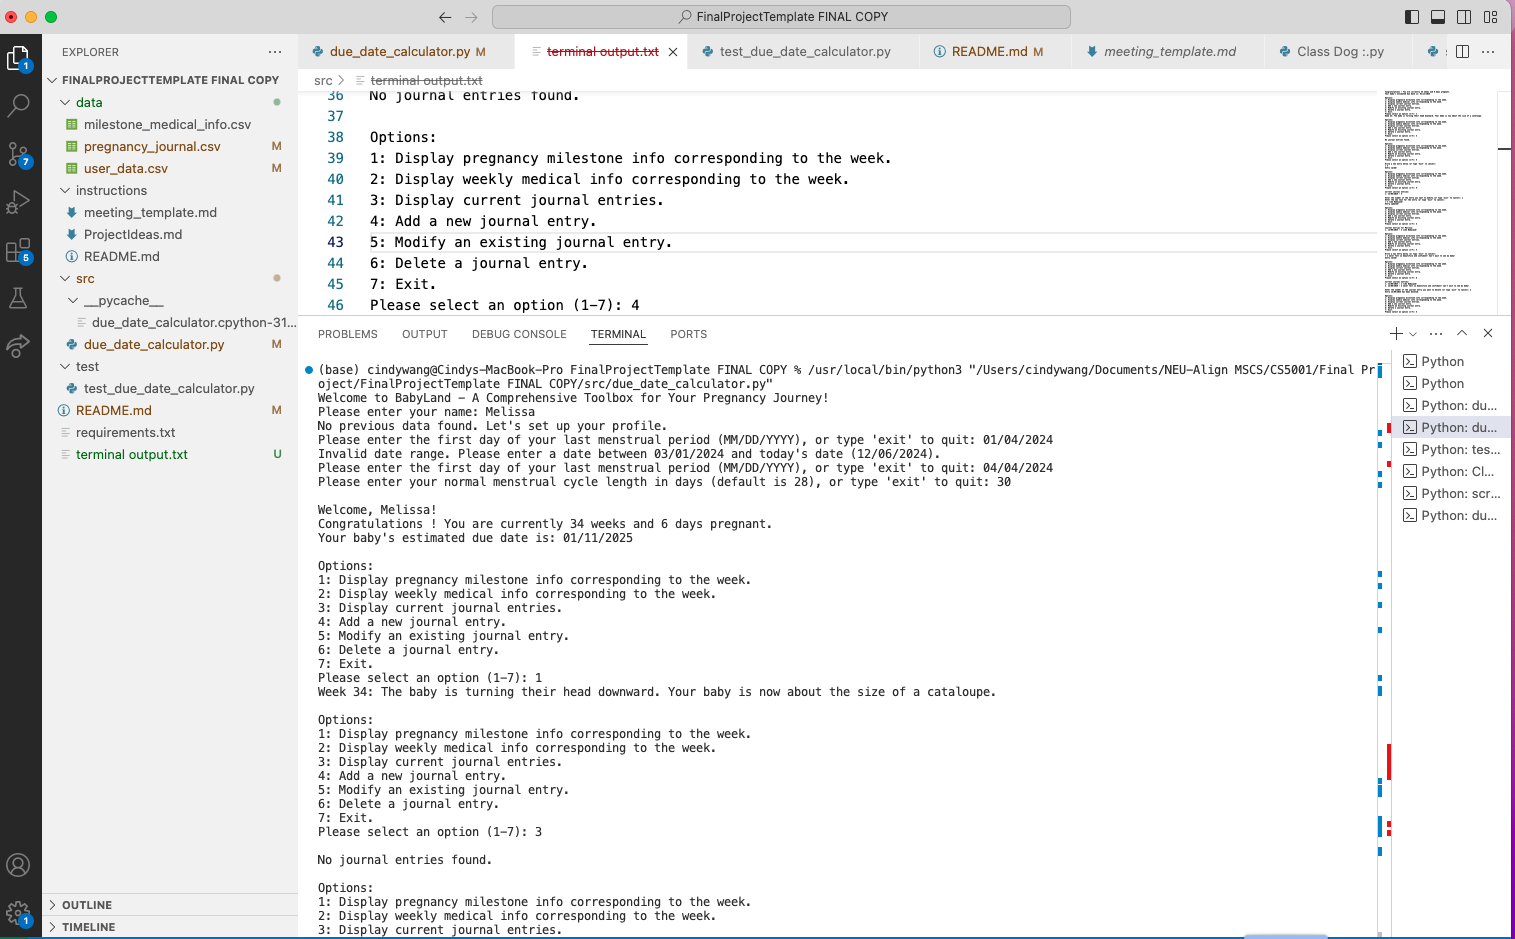 FinalProjectTemplate FINAL COPY
EXPLORER
FINALPROJECTTEMPLATE FINAL COPY
data
milestone_medical_info.csv
pregnancy_journal.csv M
user_data.csv M
instructions
meeting_template.md
ProjectIdeas.md
README.md
src
__pycache__
due_date_calculator.cpython-31...
due_date_calculator.py M
test
test_due_date_calculator.py
README.md M
requirements.txt
terminal output.txt U
OUTLINE
TIMELINE
1
7
5
1
due_date_calculator.py M
terminal output.txt
test_due_date_calculator.py
README.md M
meeting_template.md
Class Dog :.py
src > terminal output.txt
36 No journal entries found.
37
38 Options:
39 1: Display pregnancy milestone info corresponding to the week.
40 2: Display weekly medical info corresponding to the week.
41 3: Display current journal entries.
42 4: Add a new journal entry.
43 5: Modify an existing journal entry.
44 6: Delete a journal entry.
45 7: Exit.
46 Please select an option (1-7): 4
PROBLEMS OUTPUT DEBUG CONSOLE TERMINAL PORTS
(base) cindywang@Cindys-MacBook-Pro FinalProjectTemplate FINAL COPY % /usr/local/bin/python3 "/Users/cindywang/Documents/NEU-Align MSCS/CS5001/Final Pr
oject/FinalProjectTemplate FINAL COPY/src/due_date_calculator.py"
Welcome to BabyLand - A Comprehensive Toolbox for Your Pregnancy Journey!
Please enter your name: Melissa
No previous data found. Let's set up your profile.
Please enter the first day of your last menstrual period (MM/DD/YYYY), or type 'exit' to quit: 01/04/2024
Invalid date range. Please enter a date between 03/01/2024 and today's date (12/06/2024).
Please enter the first day of your last menstrual period (MM/DD/YYYY), or type 'exit' to quit: 04/04/2024
Please enter your normal menstrual cycle length in days (default is 28), or type 'exit' to quit: 30
Welcome, Melissa!
Congratulations ! You are currently 34 weeks and 6 days pregnant.
Your baby's estimated due date is: 01/11/2025
Options:
1: Display pregnancy milestone info corresponding to the week.
2: Display weekly medical info corresponding to the week.
3: Display current journal entries.
4: Add a new journal entry.
5: Modify an existing journal entry.
6: Delete a journal entry.
7: Exit.
Please select an option (1-7): 1
Week 34: The baby is turning their head downward. Your baby is now about the size of a cataloupe.
Options:
1: Display pregnancy milestone info corresponding to the week.
2: Display weekly medical info corresponding to the week.
3: Display current journal entries.
4: Add a new journal entry.
5: Modify an existing journal entry.
6: Delete a journal entry.
7: Exit.
Please select an option (1-7): 3
No journal entries found.
Options:
1: Display pregnancy milestone info corresponding to the week.
2: Display weekly medical info corresponding to the week.
3: Display current journal entries.
Python
Python
Python: du...
Python: du...
Python: tes...
Python: Cl...
Python: scr...
Python: du...